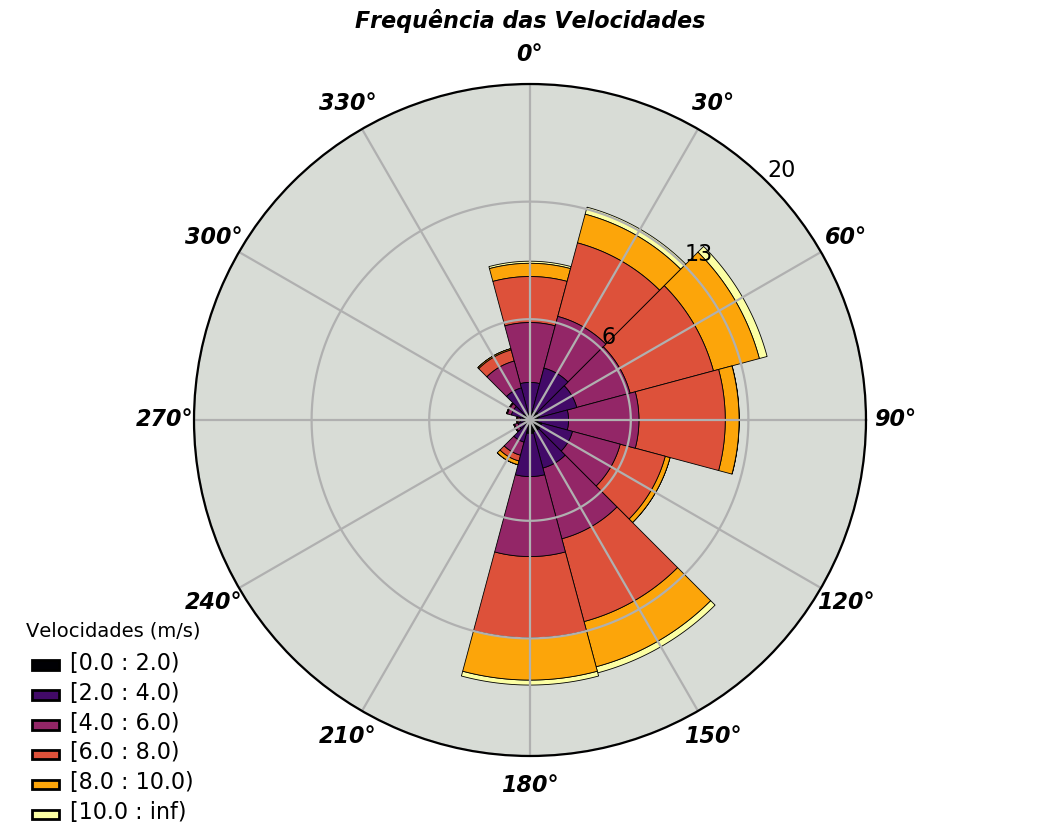 Frequência das Velocidades
0°
330°
30°
20
300°
60°
13
6
270°
90°
240°
120°
210°
150°
180°
Velocidades (m/s)
[0.0 : 2.0)
[2.0 : 4.0)
[4.0 : 6.0)
[6.0 : 8.0)
[8.0 : 10.0)
[10.0 : inf)